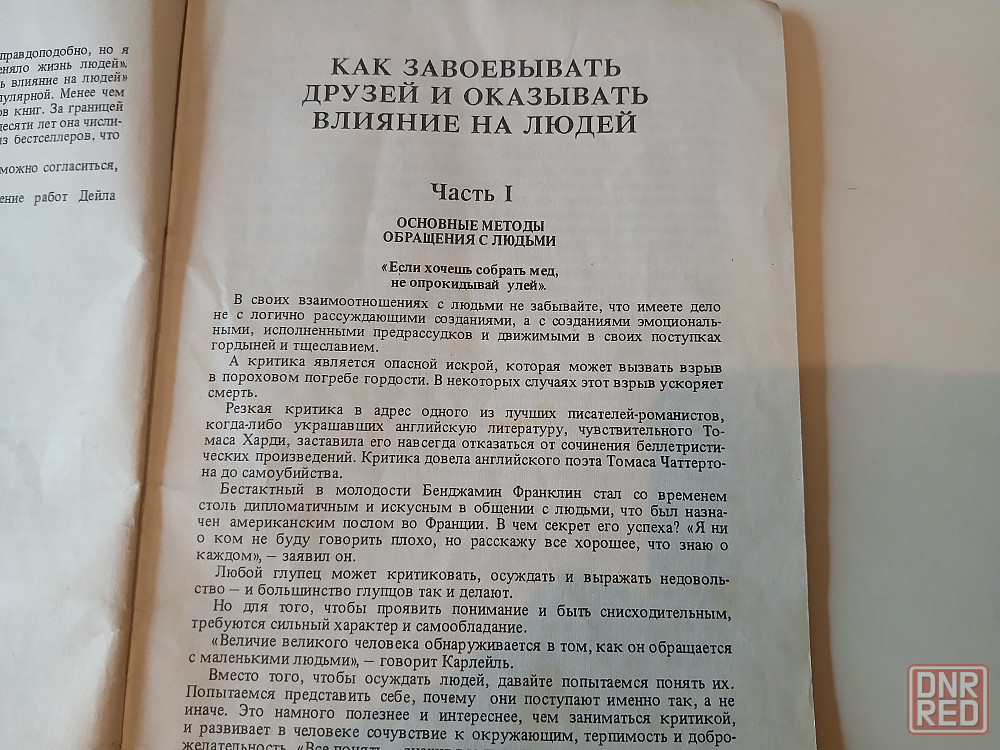 правдоподобно, но я
жизнь людей».
влияние на людей»
Менее чем
книг. За границей
лет она числи-
из бестселлеров, что
можно согласиться,
работ Дейла
КАК ЗАВОЕВЫВАТЬ
ДРУЗЕЙ И ОКАЗЫВАТЬ
ВЛИЯНИЕ НА ЛЮДЕЙ
Часть I
ОСНОВНЫЕ МЕТОДЫ
ОБРАЩЕНИЯ С ЛЮДЬМИ
«Если хочешь собрать мед,
не опрокидывай улей».
В своих взаимоотношениях с людьми не забывайте, что имеете дело
не с логично рассуждающими созданиями, а с созданиями эмоциональ-
ными, исполненными предрассудков и движимыми в своих поступках
гордыней и тщеславием.
А критика является опасной искрой, которая может вызвать взрыв
в пороховом погребе гордости. В некоторых случаях этот взрыв ускоряет
смерть.
Резкая критика в адрес одного из лучших писателей-романистов,
когда-либо украшавших английскую литературу, чувствительного То-
маса Харди, заставила его навсегда отказаться от сочинения беллетристи-
ческих произведений. Критика довела английского поэта Томаса Чаттерто-
на до самоубийства.
Бестактный в молодости Бенджамин Франклин стал со временем
столь дипломатичным и искусным в общении с людьми, что был назна-
чен американским послом во Франции. В чем секрет его успеха? «Я ни
о ком не буду говорить плохо, но расскажу все хорошее, что знаю о
каждом», – заявил он.
Любой глупец может критиковать, осуждать и выражать недоволь-
ство – и большинство глупцов так и делают.
Но для того, чтобы проявить понимание и быть снисходительным,
требуются сильный характер и самообладание.
«Величие великого человека обнаруживается в том, как он обращается
с маленькими людьми», – говорит Карлейль.
Вместо того, чтобы осуждать людей, давайте попытаемся понять их.
Попытаемся представить себе, почему они поступают именно так, а не
иначе. Это намного полезнее и интереснее, чем заниматься критикой,
и развивает в человеке сочувствие к окружающим, терпимость и добро-
желательность. «Все понять
DNR
RED